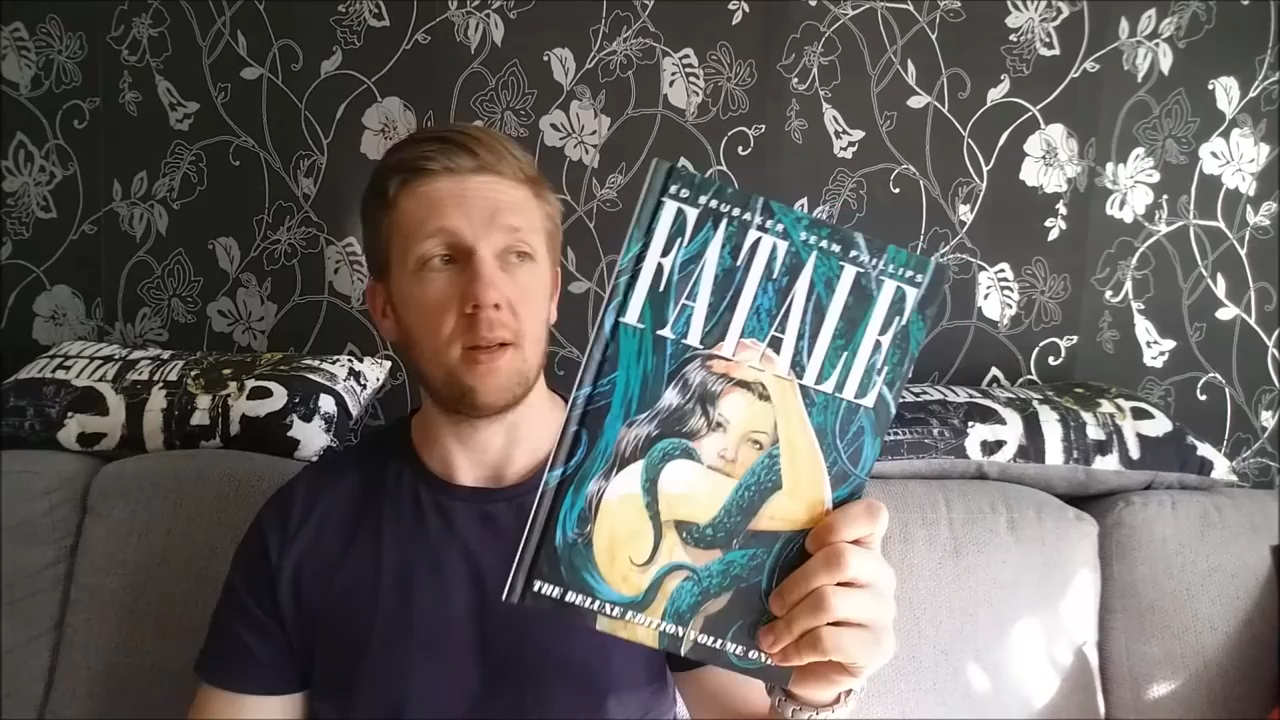 ED BRUBAKER SEAN PHILLIPS
FATALE
THE DELUXE EDITION VOLUME ONE